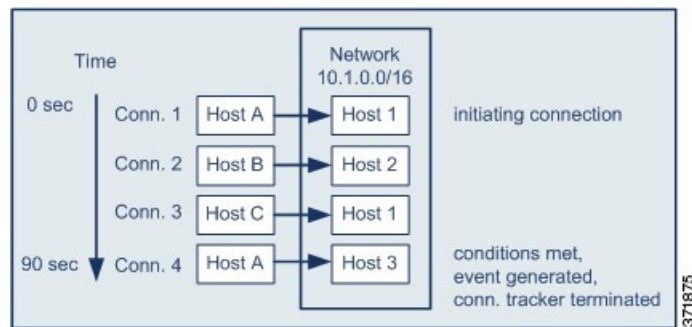 Time
Network
10.1.0.0/16
0 sec
Conn. 1 Host A Host 1 initiating connection
Conn. 2 Host B Host 2
Conn. 3 Host C Host 1
90 sec Conn. 4 Host A Host 3
conditions met,
event generated,
conn. tracker terminated
371875